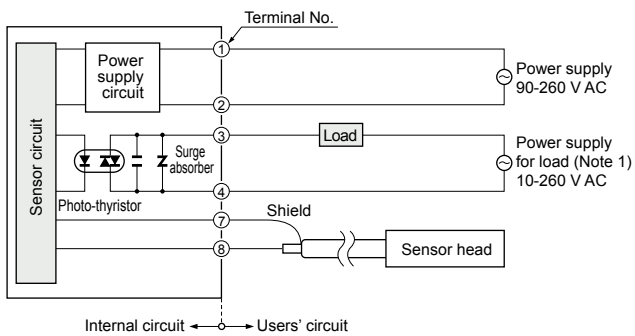 Terminal No.
Sensor circuit
Power
supply
circuit
1
2
Power supply
90-260 V AC
3
Load
Power supply
for load (Note 1)
10-260 V AC
Surge
absorber
4
Photo-thyristor
7
Shield
8
Sensor head
Internal circuit
Users' circuit